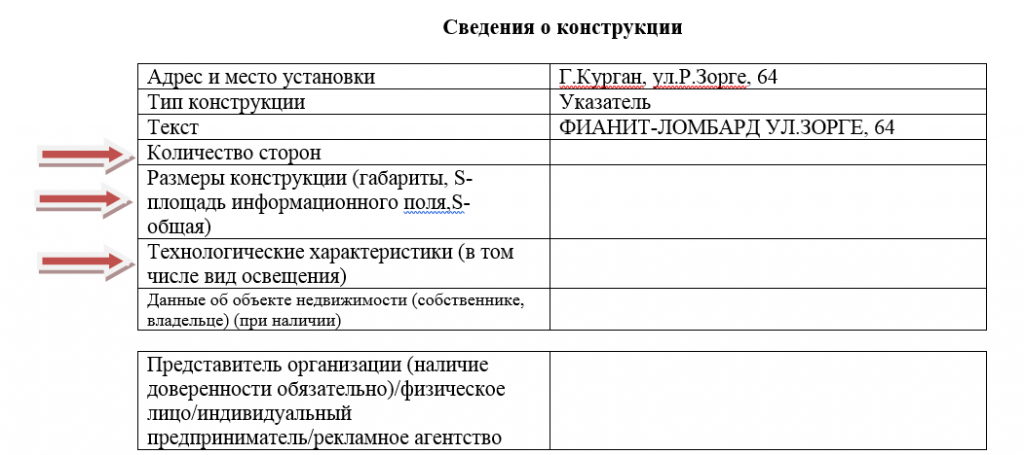 Сведения о конструкции
Адрес и место установки
Г.Курган, ул.Р.Зорге, 64
Тип конструкции
Указатель
Текст
ФИАНИТ-ЛОМБАРД УЛ.ЗОРГЕ, 64
Количество сторон
Размеры конструкции (габариты, S-
площадь информационного поля,S-
общая)
Технологические характеристики (в том
числе вид освещения)
Данные об объекте недвижимости (собственнике,
владельце) (при наличии)
Представитель организации (наличие
доверенности обязательно)/физическое
лицо/индивидуальный
предприниматель/рекламное агентство